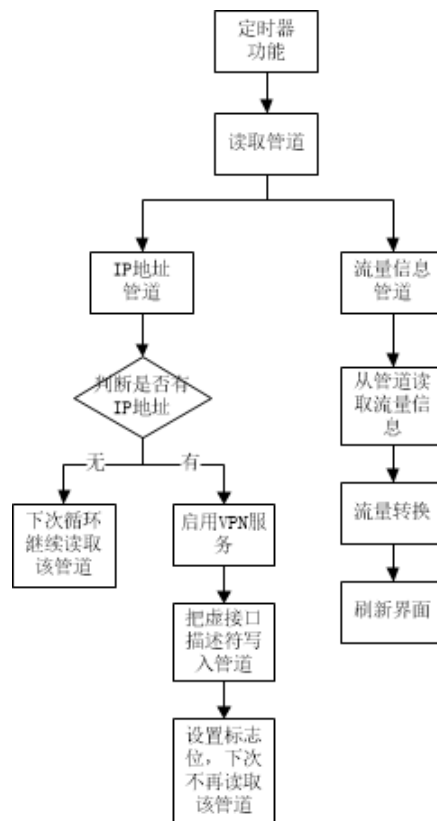 定时器
功能
读取管道
IP地址
管道
流量信息
管道
判断是否有
IP地址
从管道读
取流量信
息
无
有
下次循环
继续读取
该管道
启用VPN服
务
流量转换
把虚接口
描述符写
入管道
刷新界面
设置标志
位，下次
不再读取
该管道